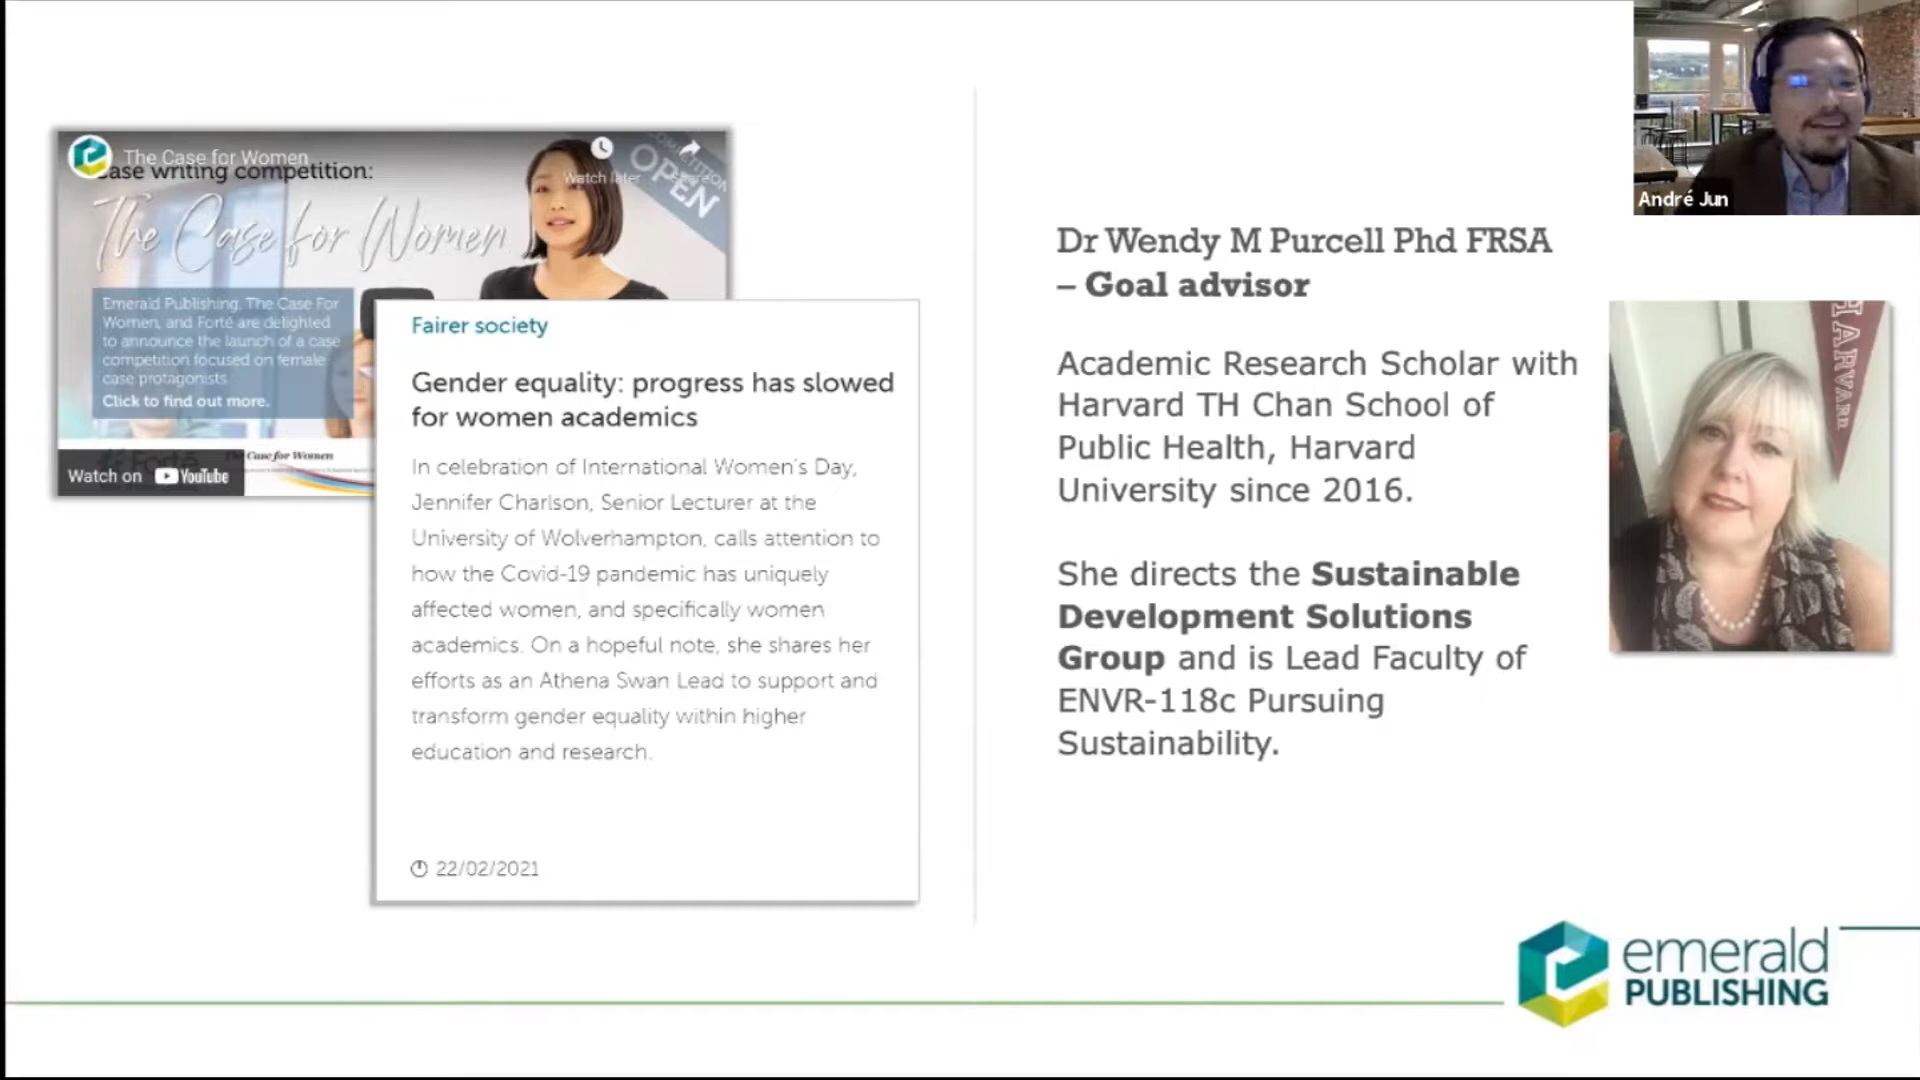 The Case for Women
case writing competition:
The Case for Women
Watch later
OPEN
Emerald Publishing, The Case For
Women, and Forté are delighted
to announce the launch of a case
competition focused on female
case protagonists
Click to find out more.
The Case for Women
Watch on YouTube
Fairer society
Gender equality: progress has slowed
for women academics
In celebration of International Women's Day,
Jennifer Charlson, Senior Lecturer at the
University of Wolverhampton, calls attention to
how the Covid-19 pandemic has uniquely
affected women, and specifically women
academics. On a hopeful note, she shares her
efforts as an Athena Swan Lead to support and
transform gender equality within higher
education and research.
22/02/2021
Dr Wendy M Purcell Phd FRSA
– Goal advisor
Academic Research Scholar with
Harvard TH Chan School of
Public Health, Harvard
University since 2016.
She directs the Sustainable
Development Solutions
Group and is Lead Faculty of
ENVR-118c Pursuing
Sustainability.
HARVARD
André Jun
emerald
PUBLISHING